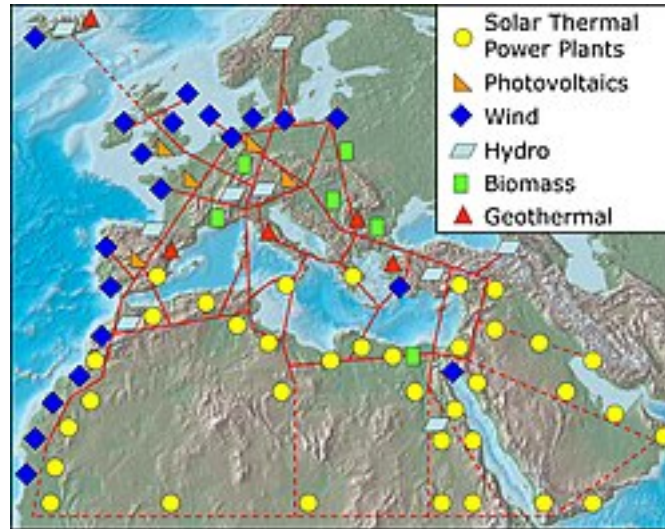 Solar Thermal
Power Plants
Photovoltaics
Wind
Hydro
Biomass
Geothermal